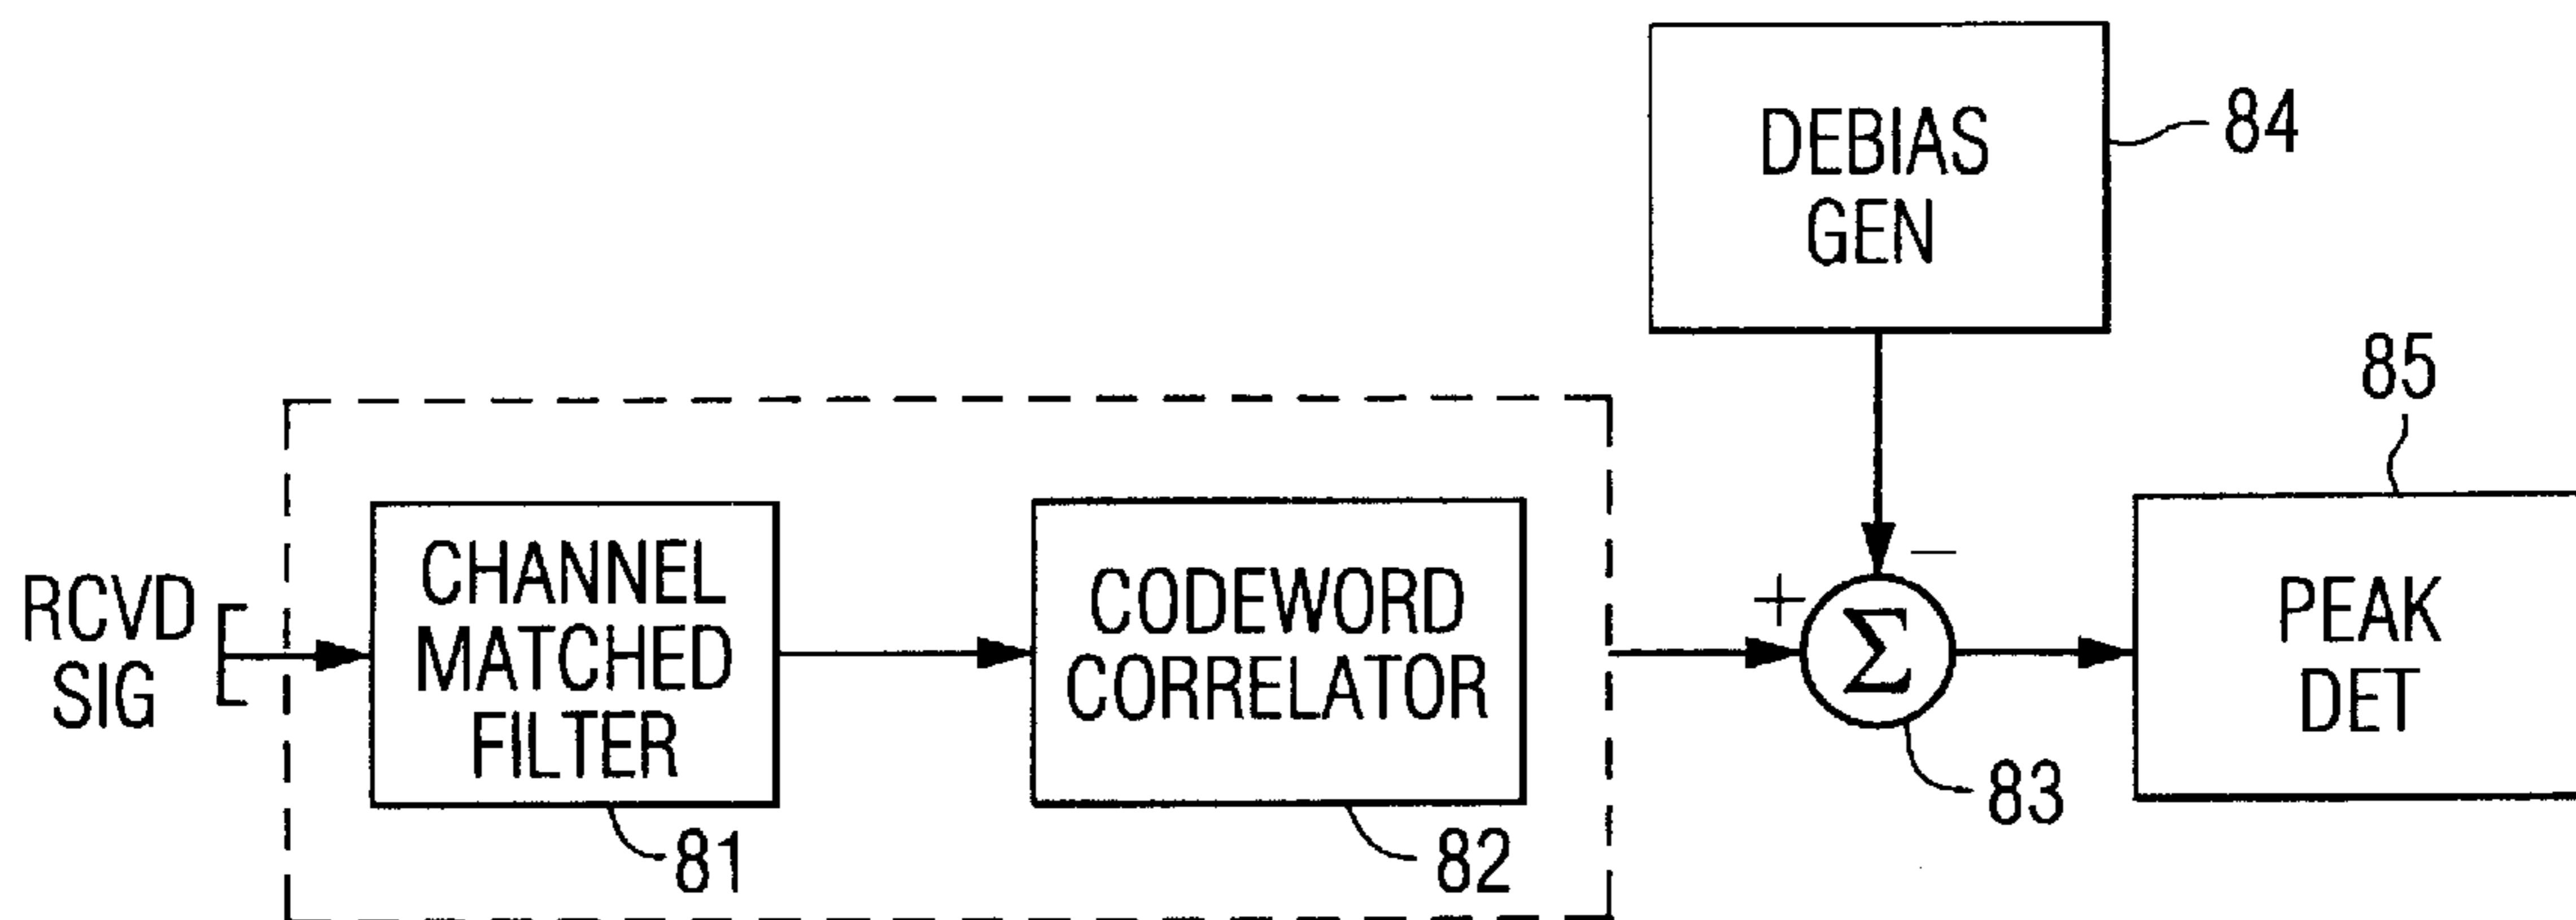 DEBIAS
GEN
84
85
RCVD
SIG
CHANNEL
MATCHED
FILTER
81
CODEWORD
CORRELATOR
82
+
−
Σ
83
PEAK
DET